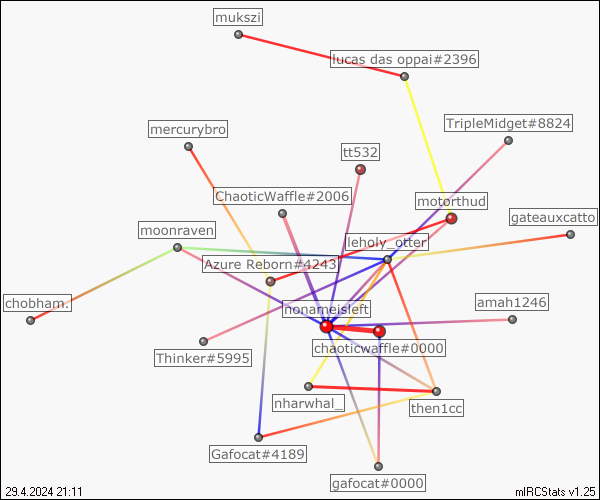 mukszi
lucas das oppai#2396
TripleMidget#8824
mercurybro
tt532
ChaoticWaffle#2006
motorthud
gateauxcatto
moonraven
leholy_otter
Azure Reborn#4243
chobham.
nonameisleft
amah1246
chaoticwaffle#0000
Thinker#5995
nharwhal_
then1cc
Gafocat#4189
gafocat#0000
29.4.2024 21:11
mIRCStats v1.25